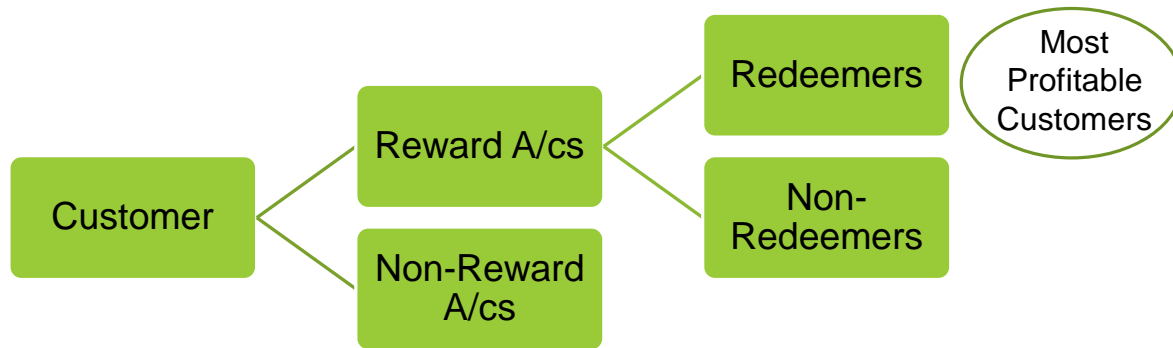 Customer
Reward A/cs
Non-Reward
A/cs
Redeemers
Non-
Redeemers
Most
Profitable
Customers